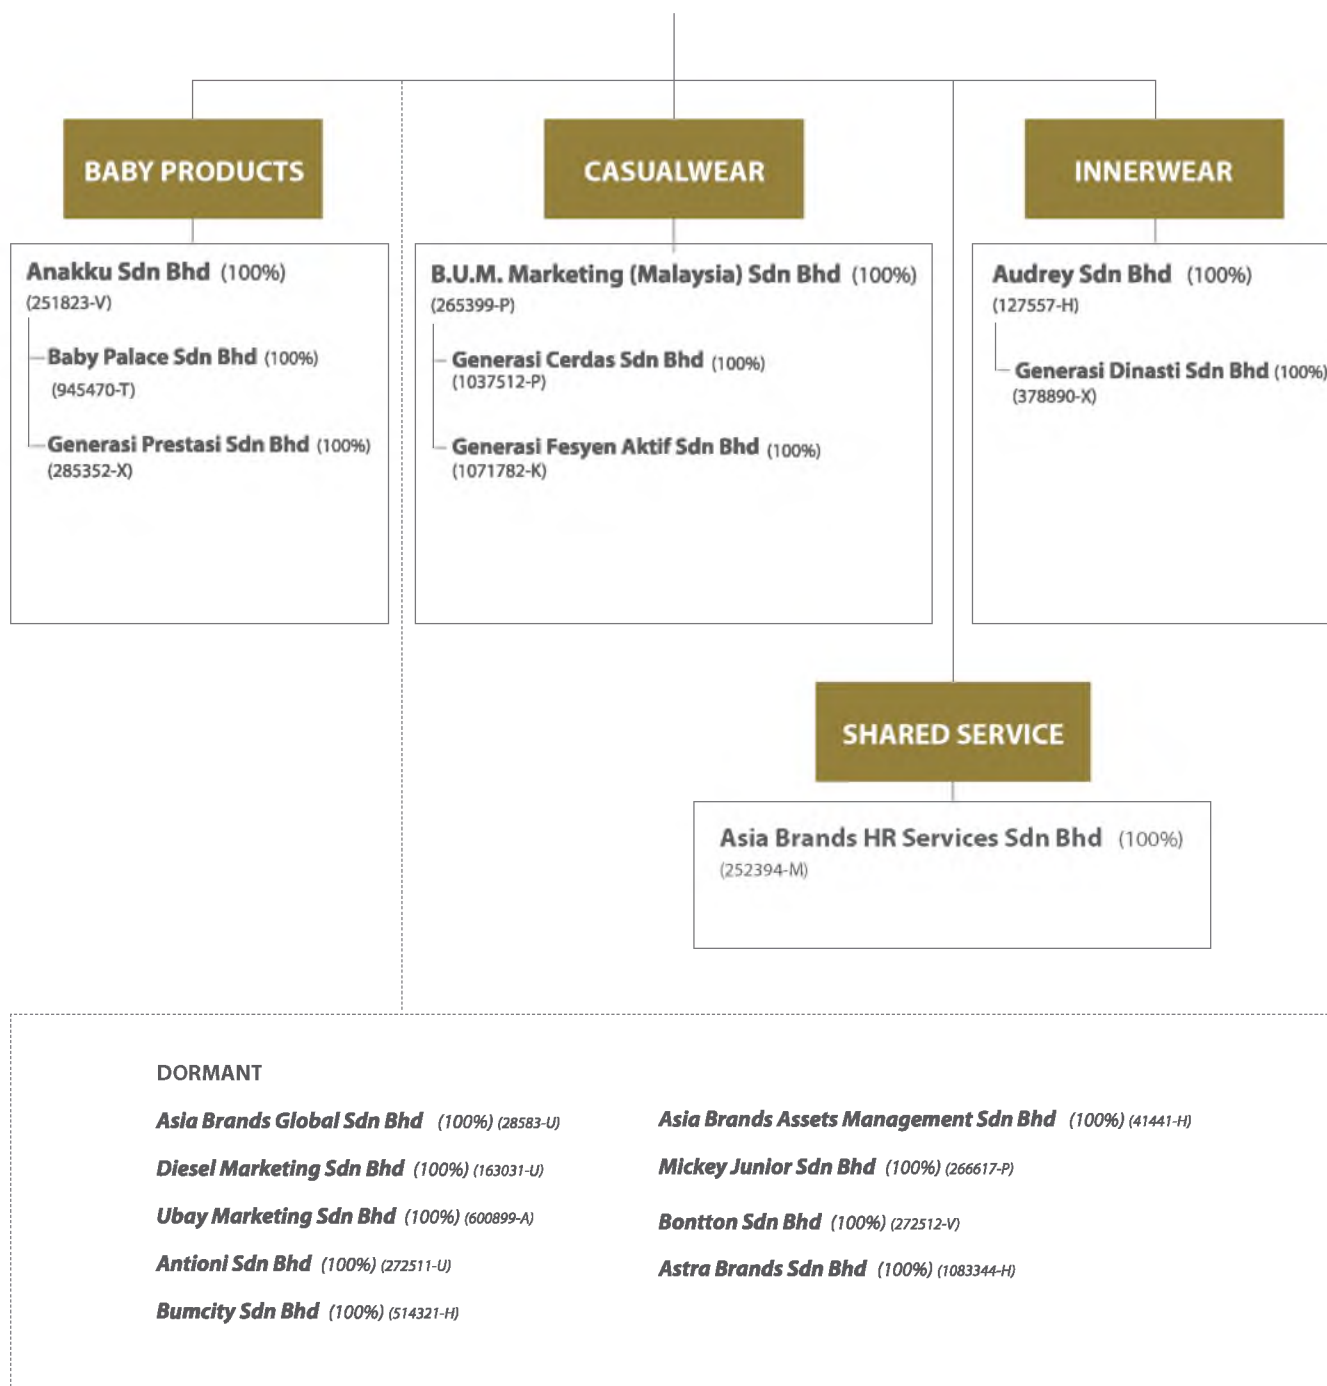 BABY PRODUCTS
Anakku Sdn Bhd (100%)
(251823-V)
Baby Palace Sdn Bhd (100%)
(945470-T)
Generasi Prestasi Sdn Bhd (100%)
(285352-X)
CASUALWEAR
B.U.M. Marketing (Malaysia) Sdn Bhd (100%)
(265399-P)
Generasi Cerdas Sdn Bhd (100%)
(1037512-P)
Generasi Fesyen Aktif Sdn Bhd (100%)
(1071782-K)
INNERWEAR
Audrey Sdn Bhd (100%)
(127557-H)
Generasi Dinasti Sdn Bhd (100%)
(378890-X)
SHARED SERVICE
Asia Brands HR Services Sdn Bhd (100%)
(252394-M)
DORMANT
Asia Brands Global Sdn Bhd (100%) (28583-U)
Diesel Marketing Sdn Bhd (100%) (163031-U)
Ubay Marketing Sdn Bhd (100%) (600899-A)
Antioni Sdn Bhd (100%) (272511-U)
Bumcity Sdn Bhd (100%) (514321-H)
Asia Brands Assets Management Sdn Bhd (100%) (41441-H)
Mickey Junior Sdn Bhd (100%) (266617-P)
Bontton Sdn Bhd (100%) (272512-V)
Astra Brands Sdn Bhd (100%) (1083344-H)